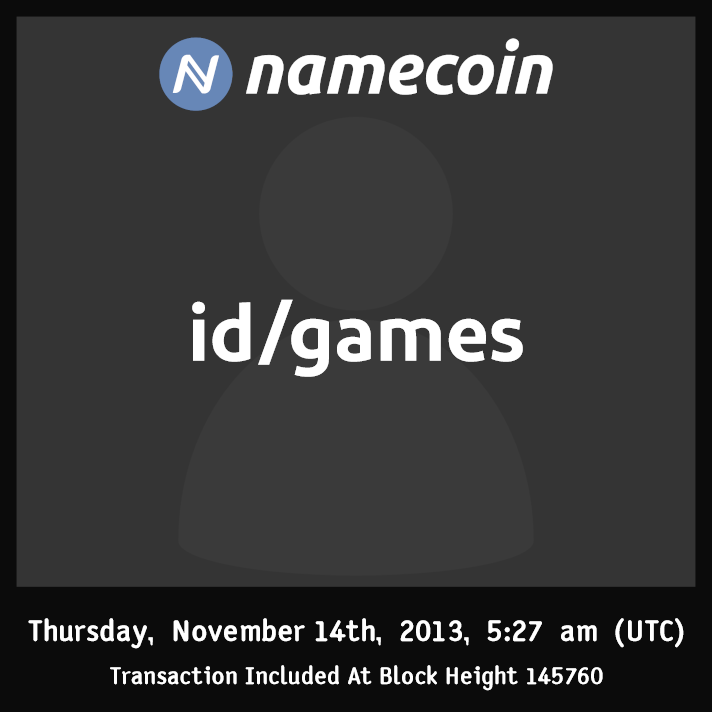 namecoin
id/games
Thursday, November 14th, 2013, 5:27 am (UTC)
Transaction Included At Block Height 145760